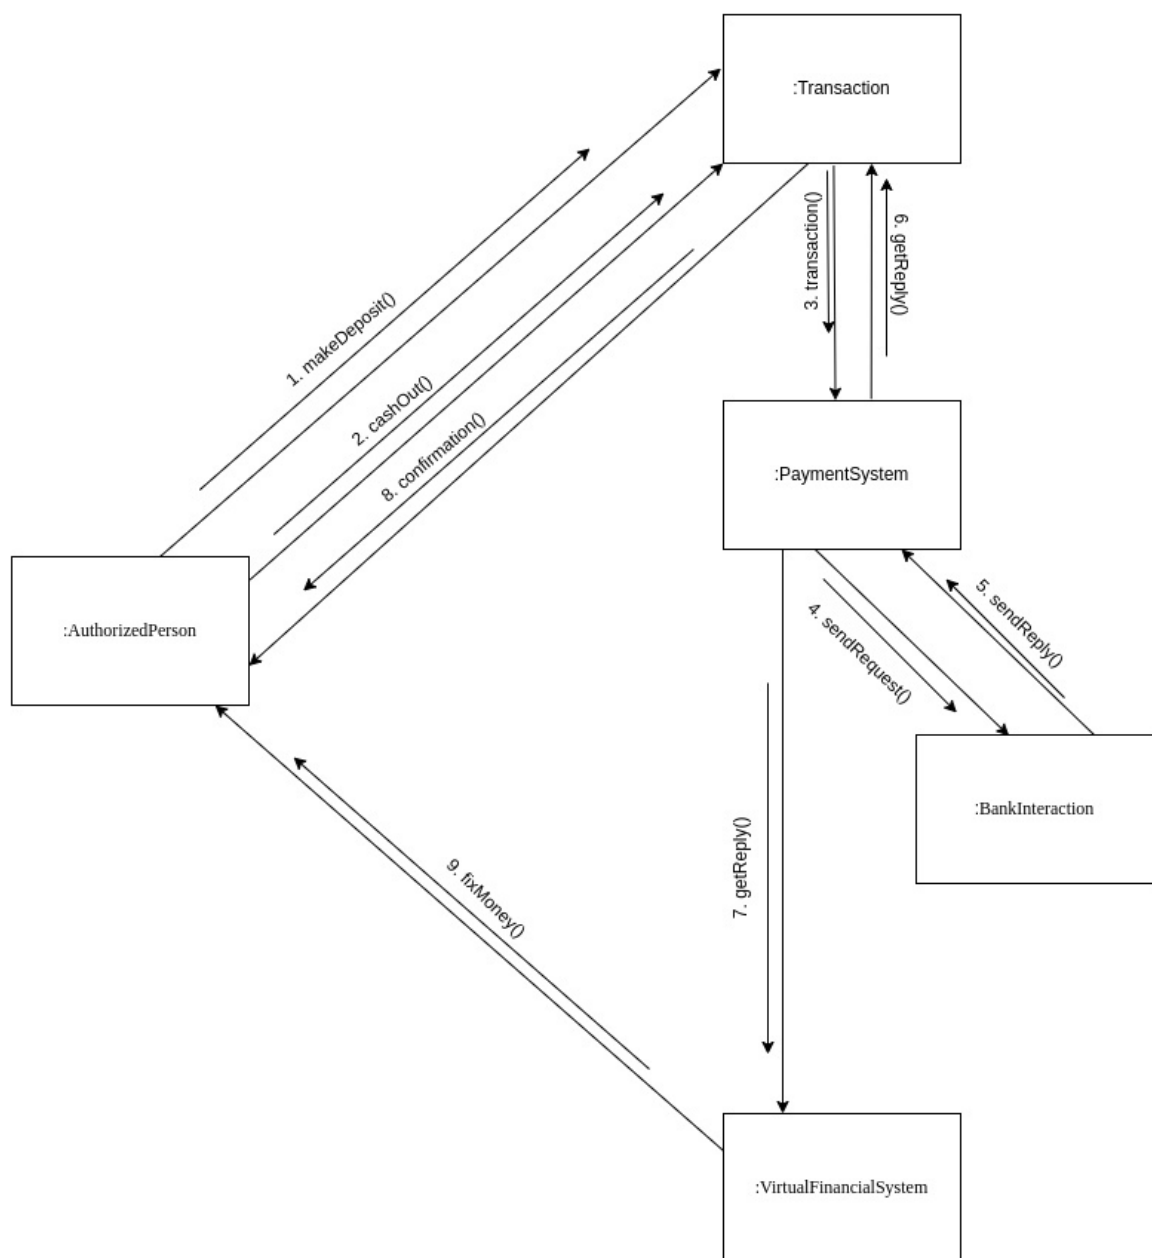 :Transaction
1. makeDeposit()
2. cashOut()
8. confirmation()
3. transaction()
6. getReply()
:PaymentSystem
:AuthorizedPerson
4. sendRequest()
5. sendReply()
:BankInteraction
7. getReply()
9. fixMoney()
:VirtualFinancialSystem